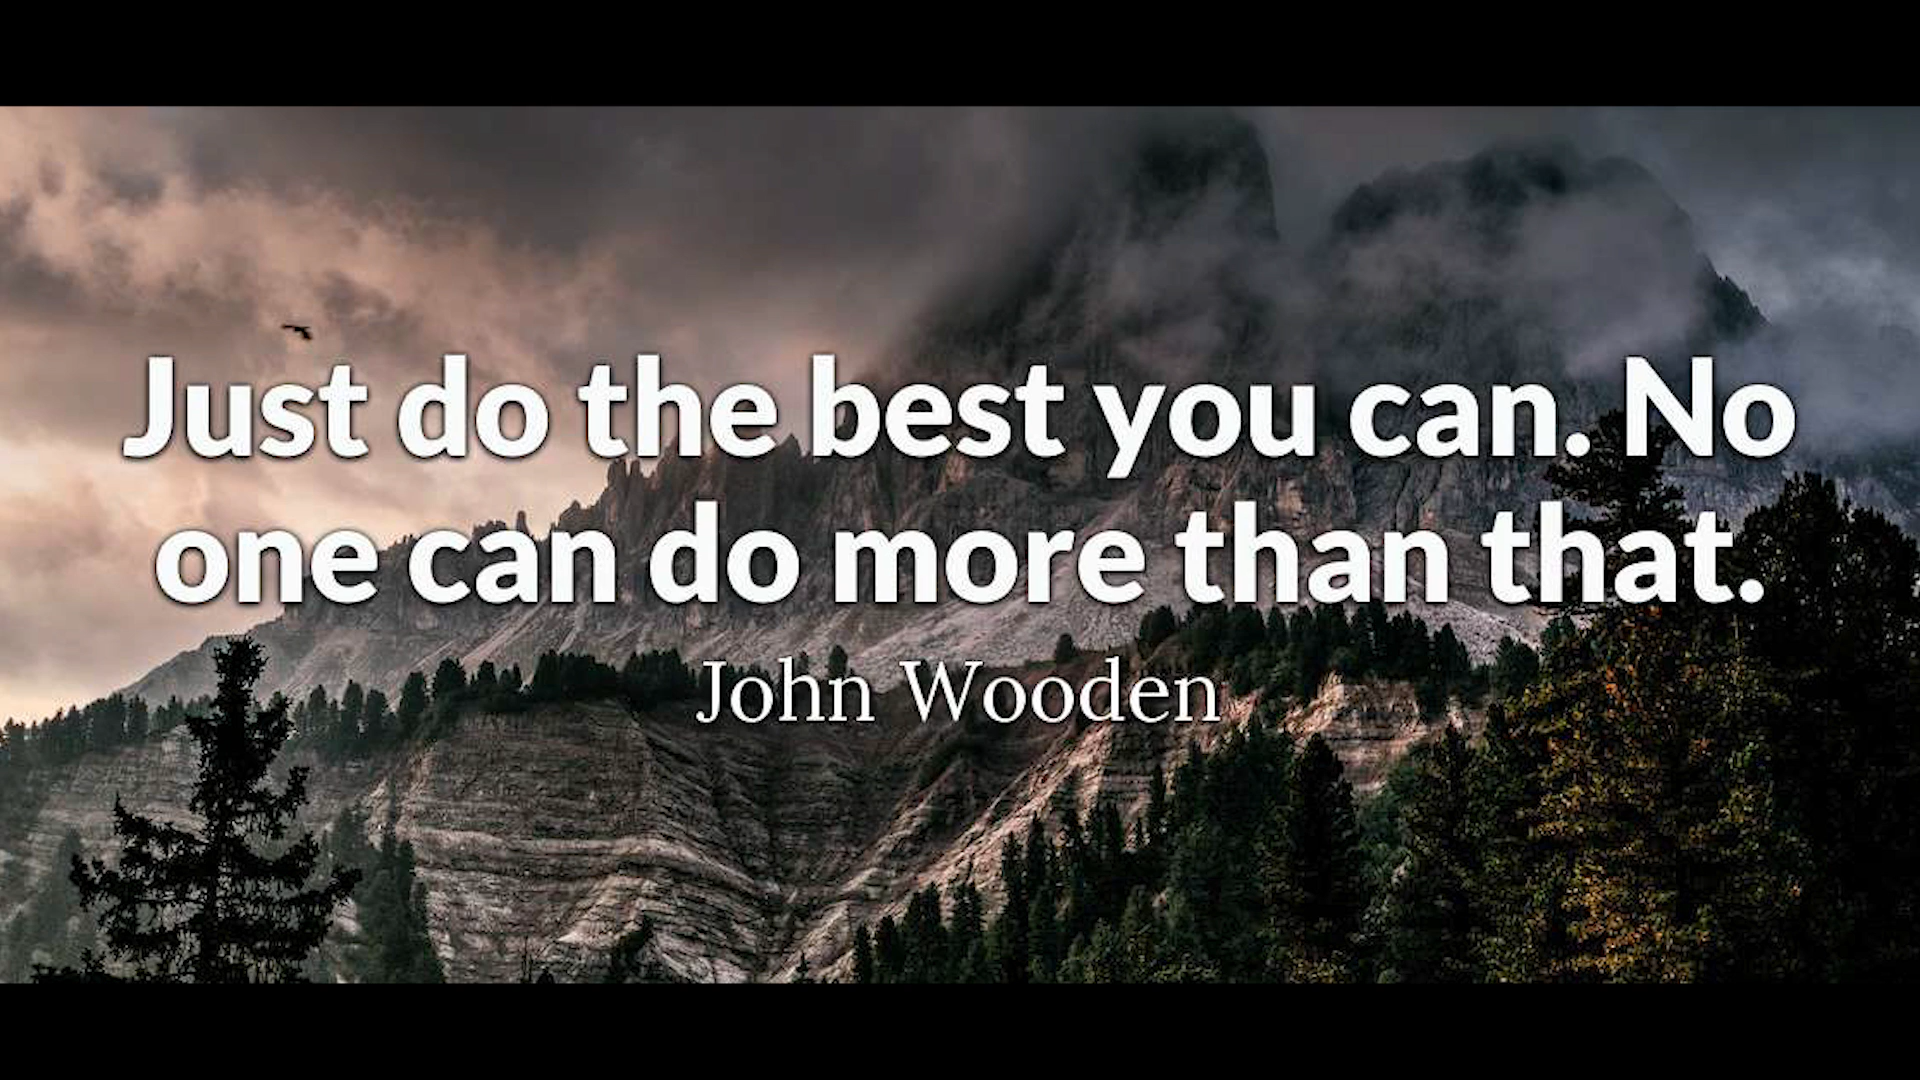 Just do the best you can. No
one can do more than that.
John Wooden